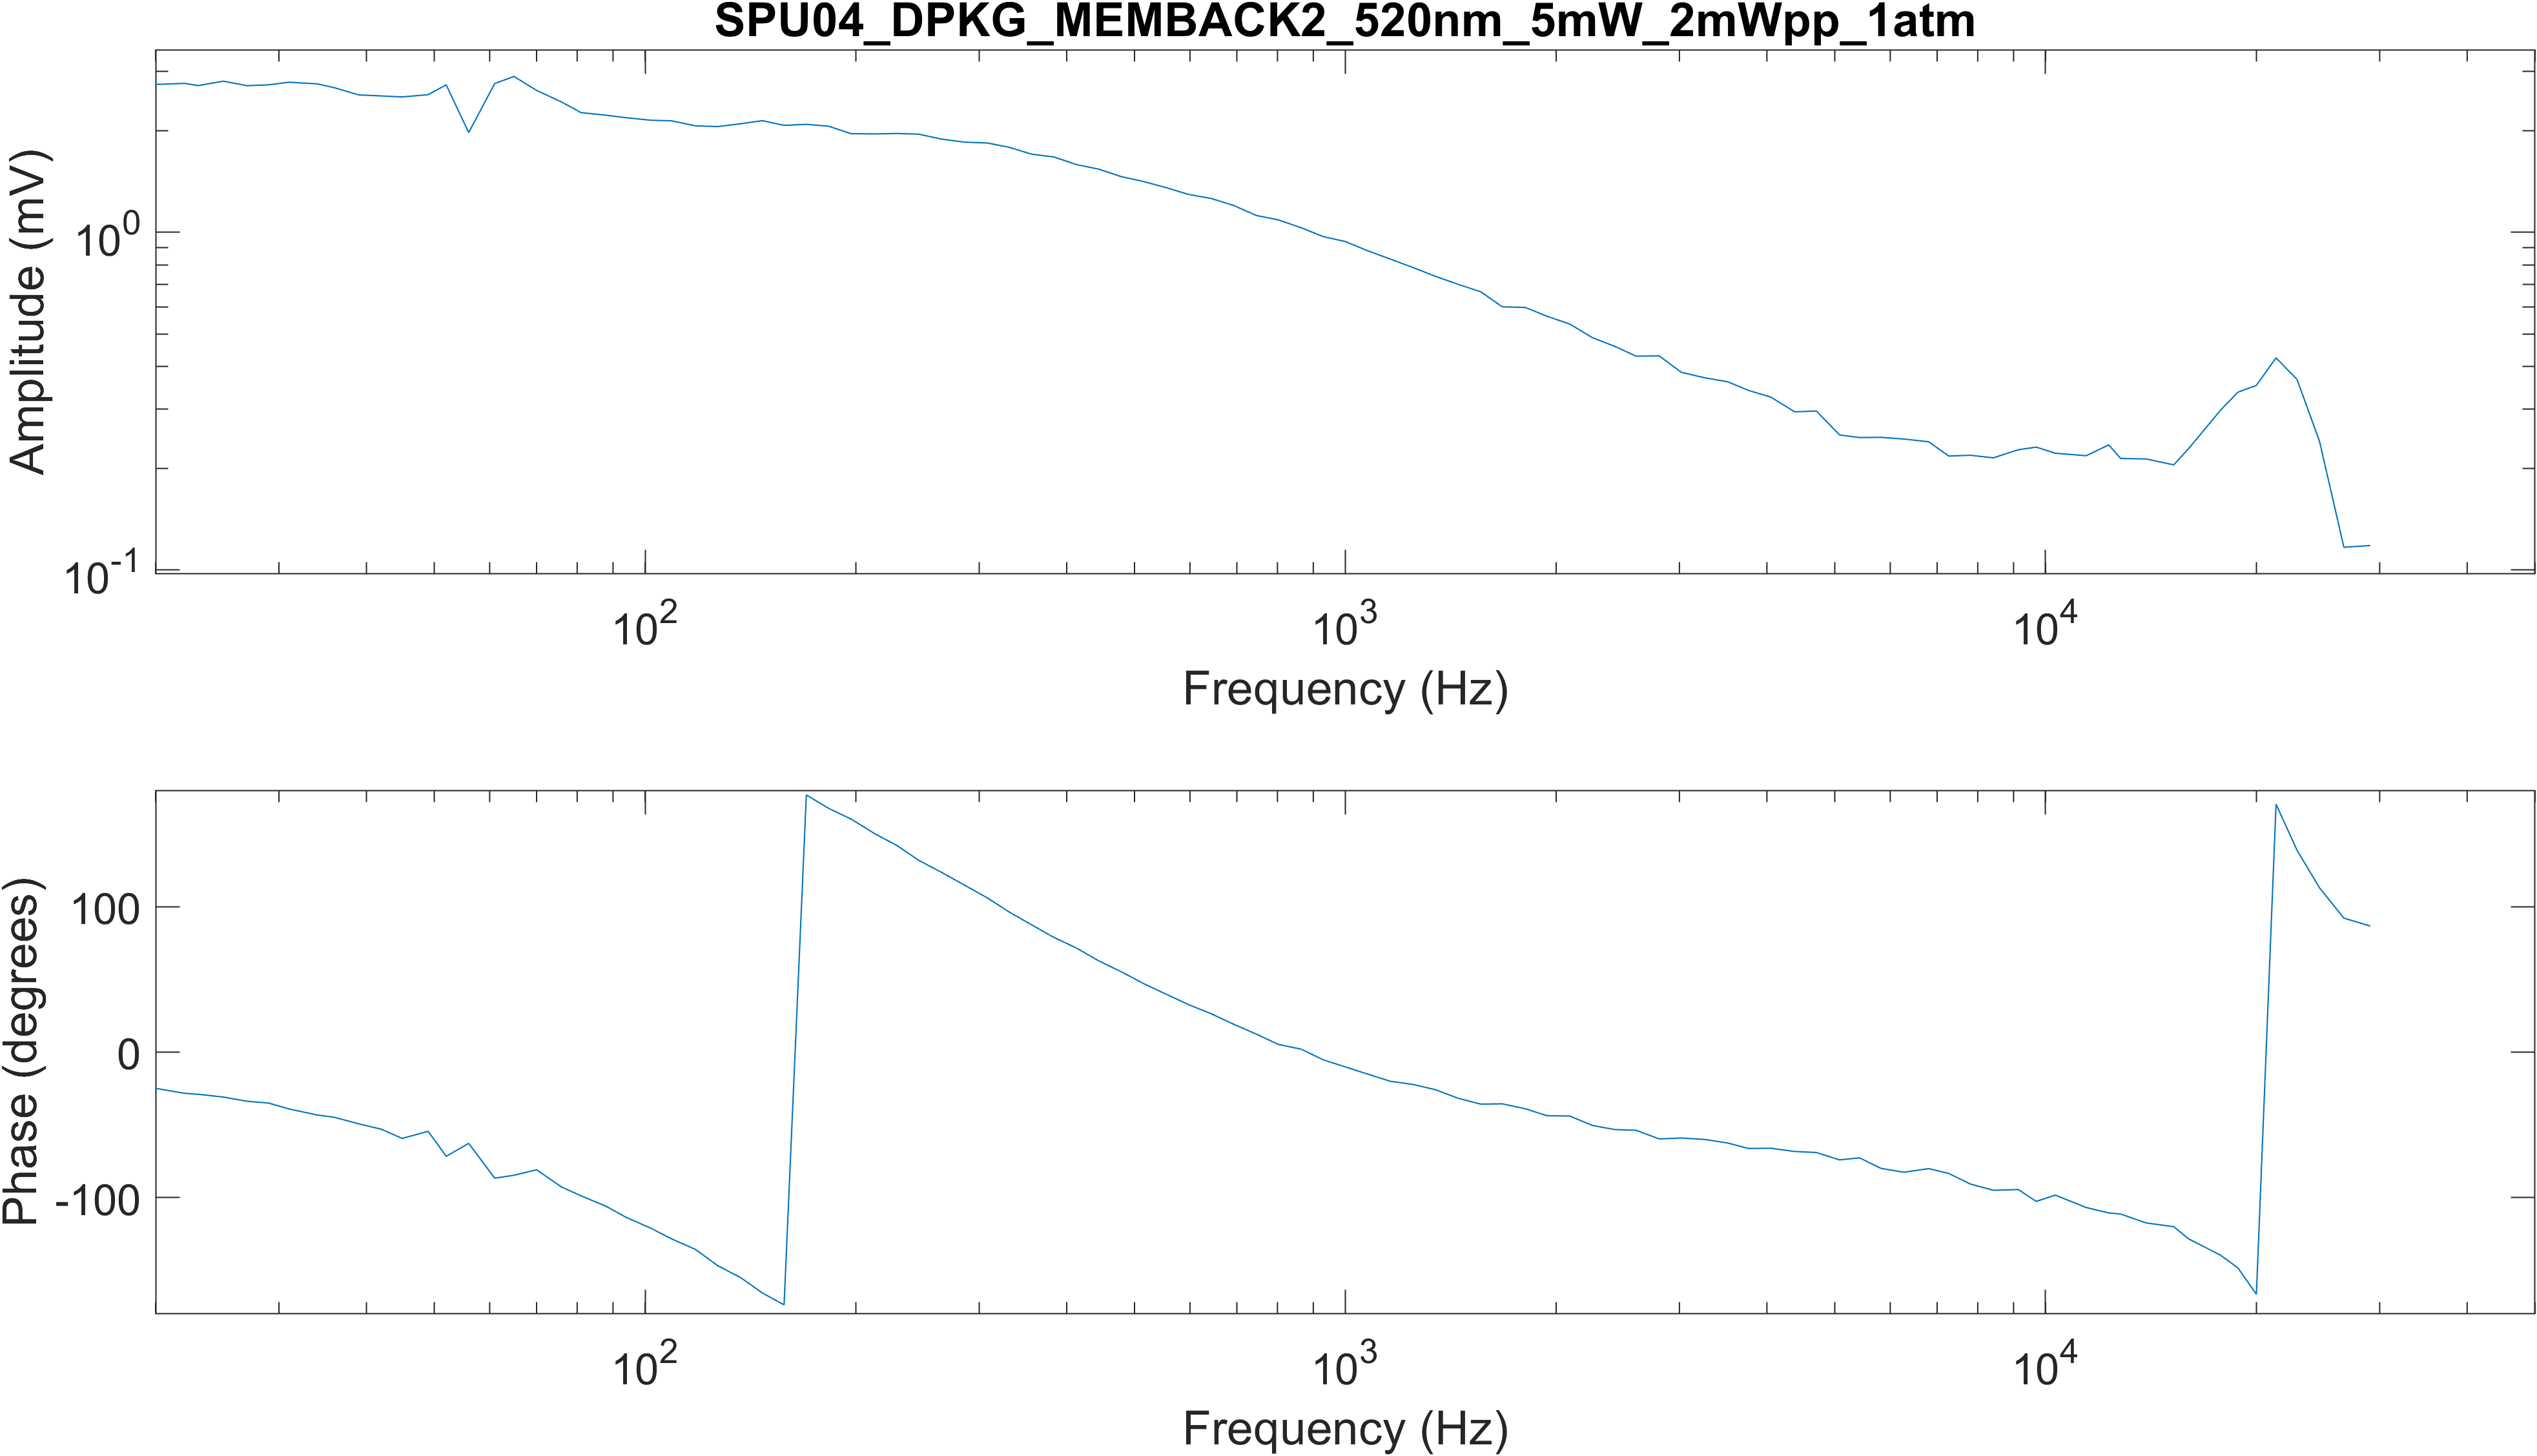 SPU04_DPKG_MEMBACK2_520nm_5mW_2mWpp_1atm
Amplitude (mV)
10^0
10^-1
10^2
10^3
10^4
Frequency (Hz)
Phase (degrees)
100
0
-100
10^2
10^3
10^4
Frequency (Hz)